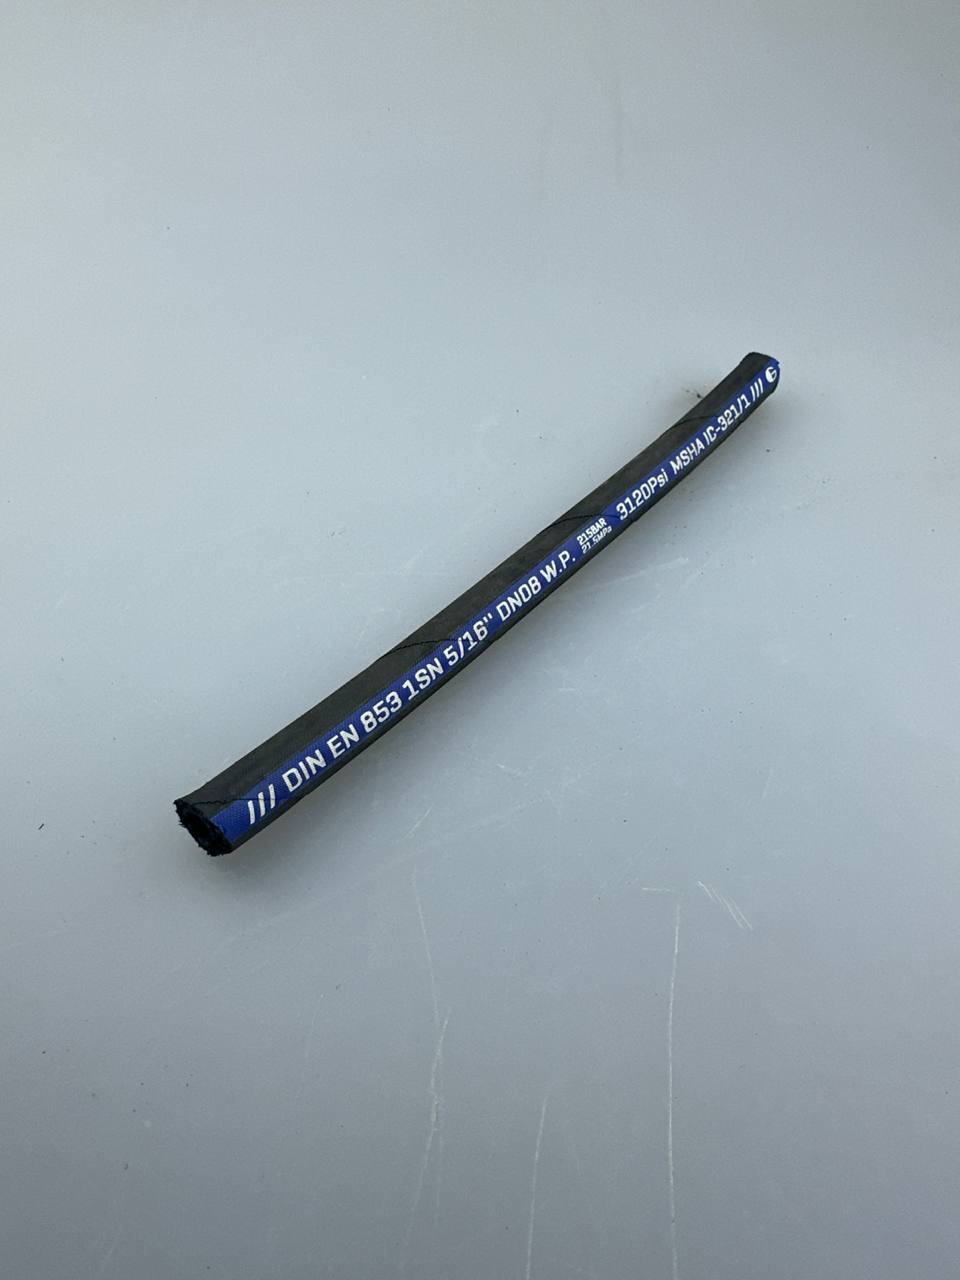 /// DIN EN 853 1SN 5/16" DN08 W.P. 215BAR 3120Psi MSHA IC-321/1 /// G
21.5MPa